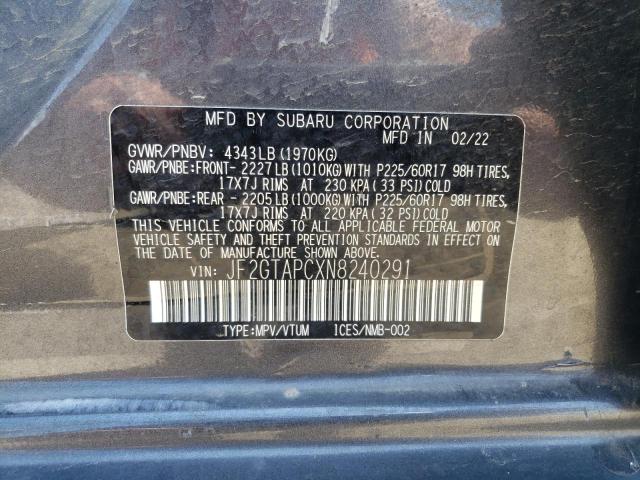 MFD BY SUBARU CORPORATION
MFD IN 02/22
GVWR/PNBV: 4343LB (1970KG)
GAWR/PNBE:FRONT- 2227LB (1010KG) WITH P225/60R17 98H TIRES,
17X7J RIMS AT 230 KPA (33 PSI) COLD
GAWR/PNBE:REAR - 2205LB (1000KG) WITH P225/60R17 98H TIRES,
17X7J RIMS AT 220 KPA (32 PSI) COLD
THIS VEHICLE CONFORMS TO ALL APPLICABLE FEDERAL MOTOR
VEHICLE SAFETY AND THEFT PREVENTION STANDARDS IN EFFECT ON
THE DATE OF MANUFACTURE SHOWN ABOVE.
VIN: JF2GTAPCXN8240291
TYPE:MPV/VTUM ICES/NMB-002